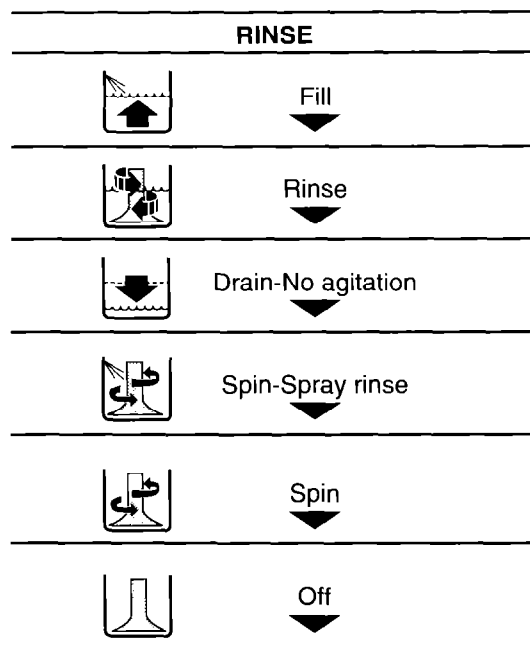 RINSE
Fill
Rinse
Drain-No agitation
Spin-Spray rinse
Spin
Off